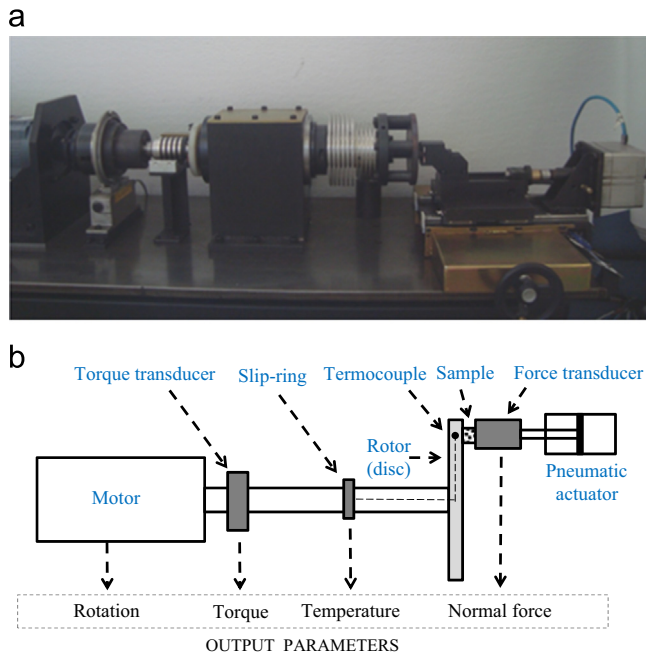 a
b
Torque transducer
Slip-ring
Termocouple
Sample
Force transducer
Rotor
(disc)
Motor
Pneumatic
actuator
Rotation
Torque
Temperature
Normal force
OUTPUT PARAMETERS